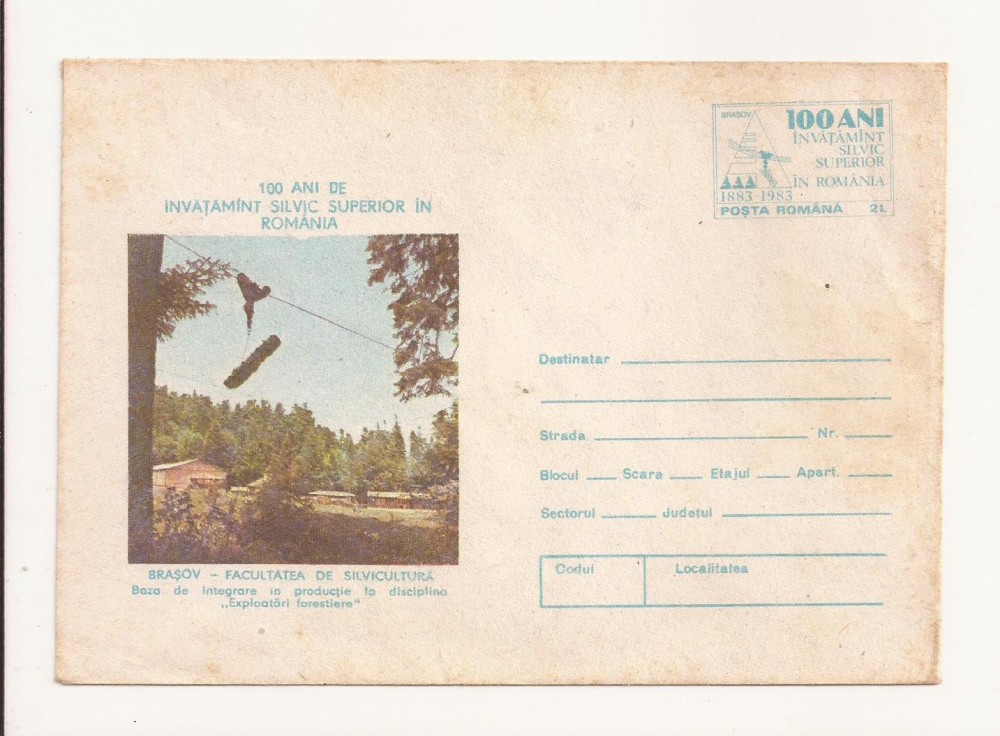 BRASOV
100 ANI
ÎNVĂȚĂMÎNT
SILVIC
SUPERIOR
ÎN ROMÂNIA
1883-1983
POȘTA ROMÂNĂ 2L
100 ANI DE
INVĂȚĂMÎNT SILVIC SUPERIOR ÎN
ROMÂNIA
BRAȘOV – FACULTATEA DE SILVICULTURĂ
Baza de integrare în producție la disciplina
„Exploatări forestiere"
Destinatar
Strada Nr.
Blocul Scara Etajul Apart.
Sectorul Județul
Codul Localitatea